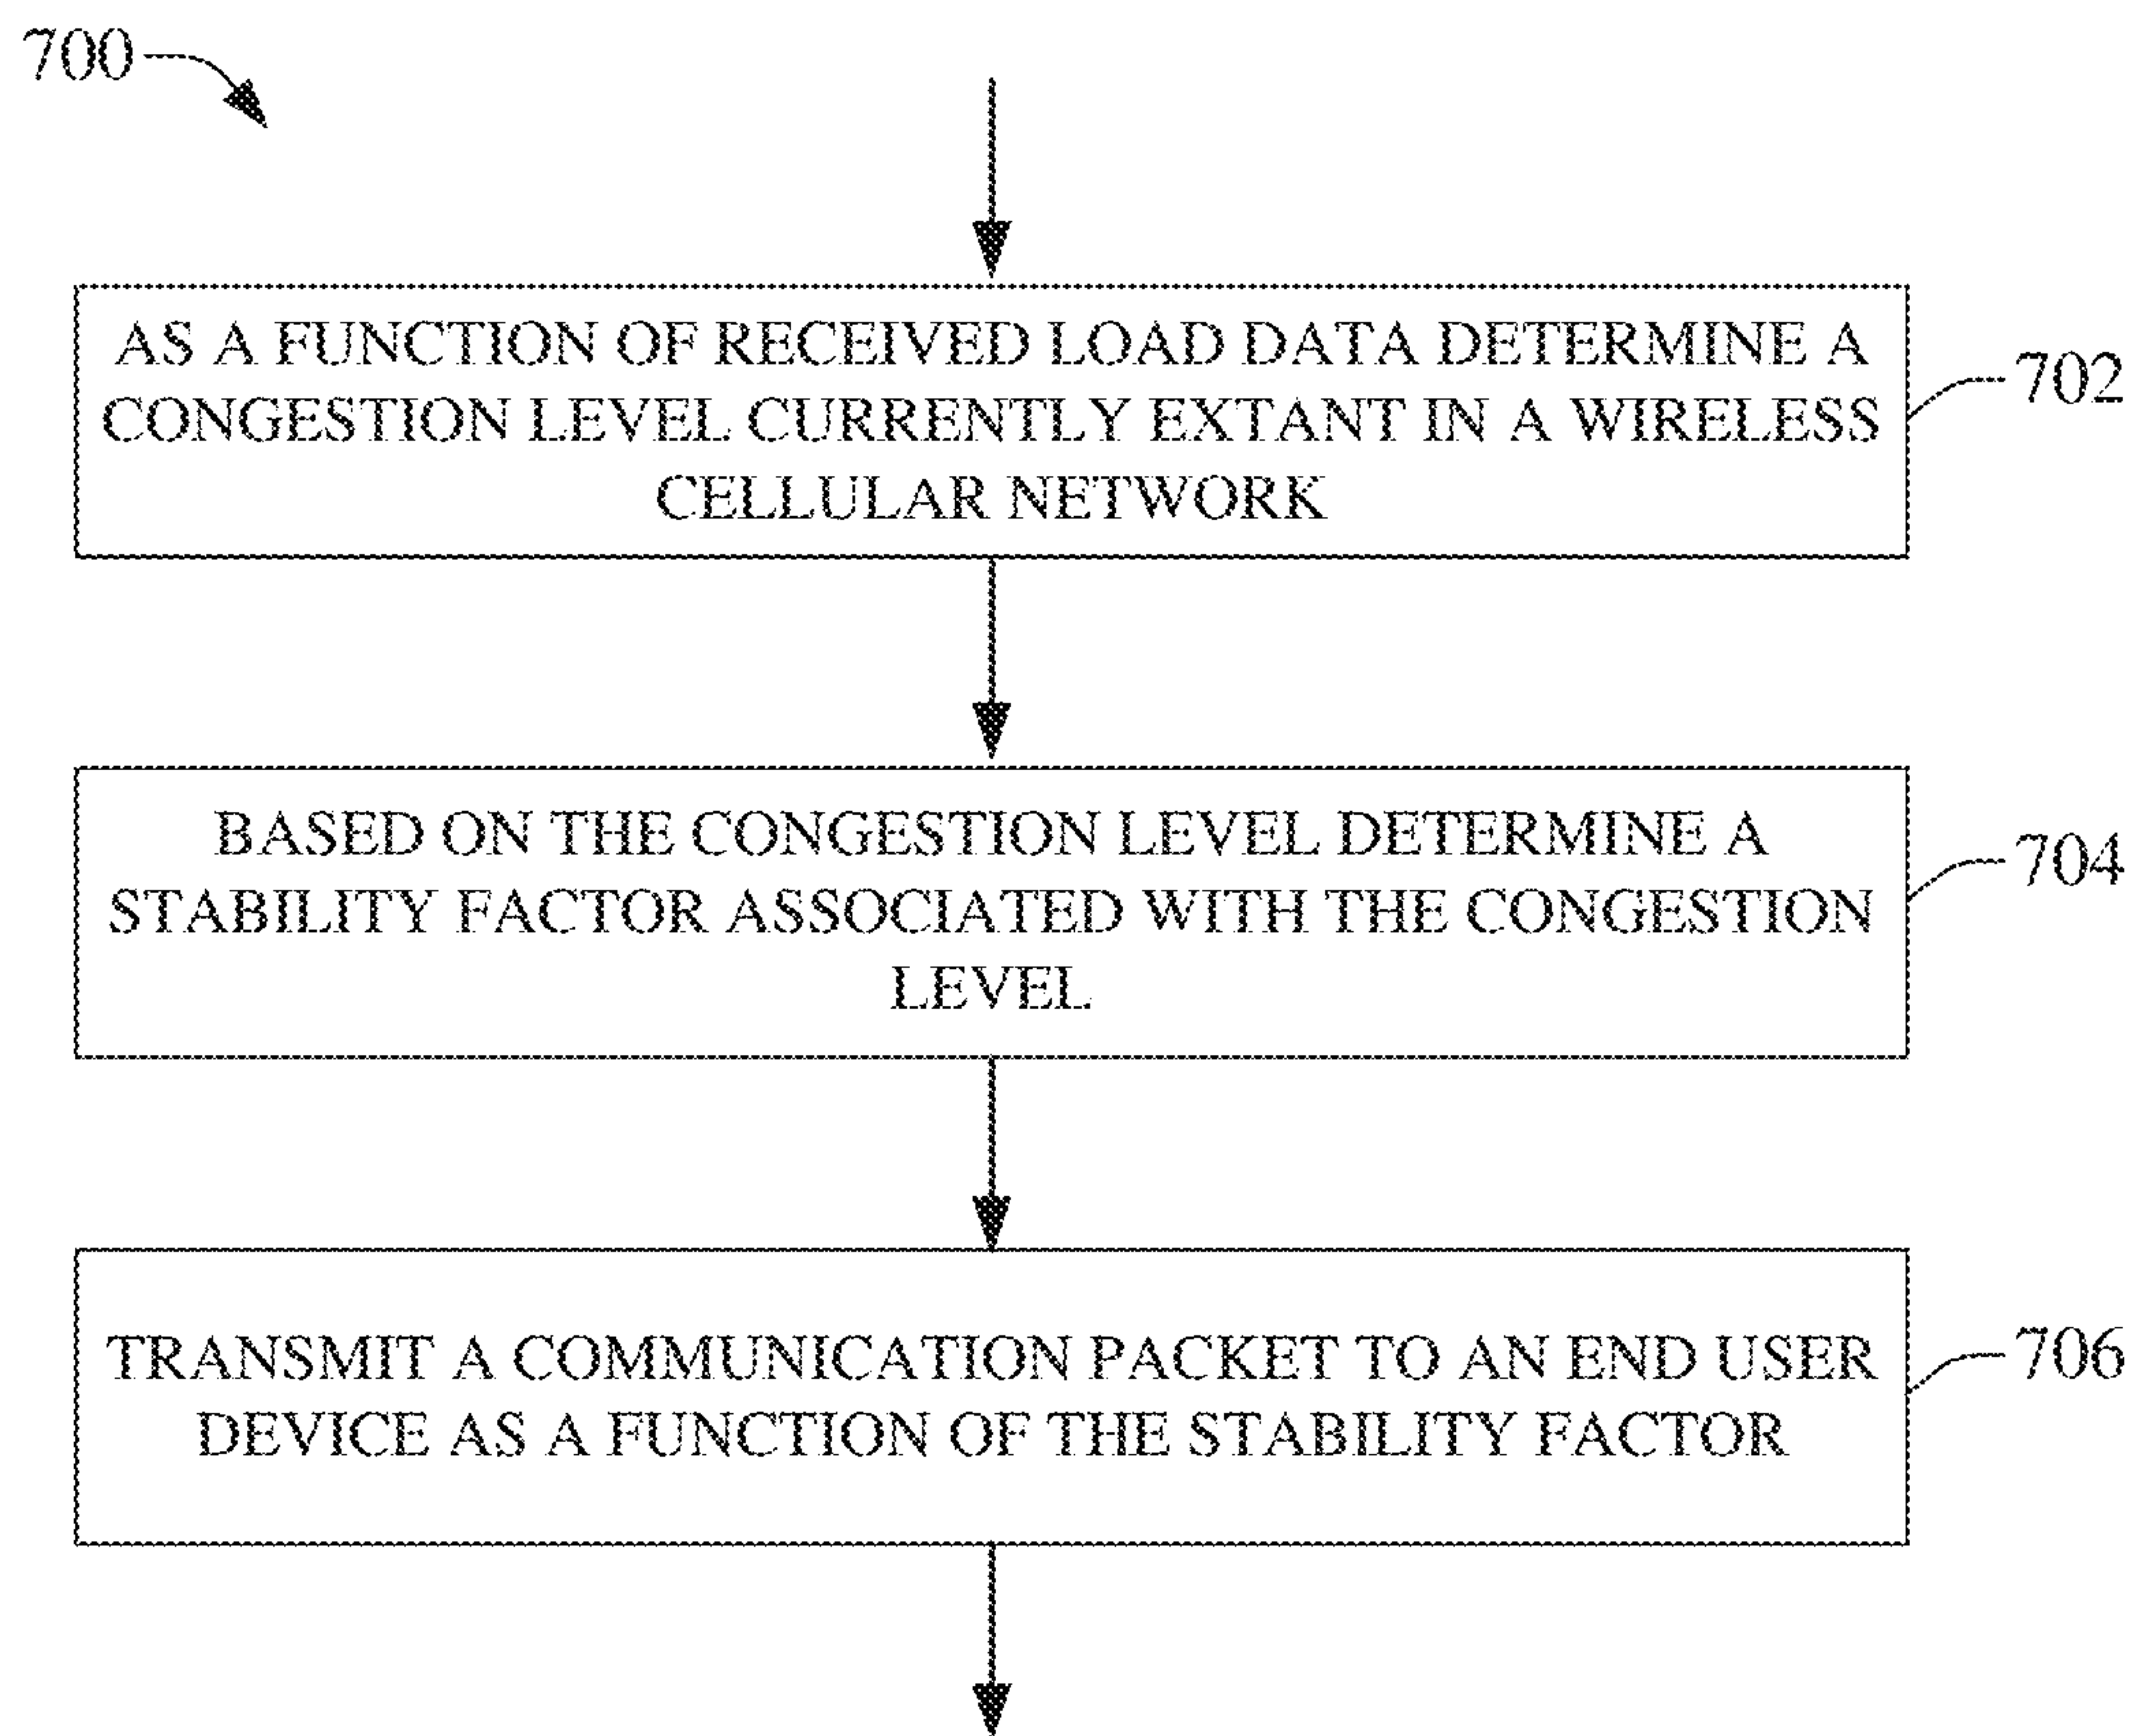 700
AS A FUNCTION OF RECEIVED LOAD DATA DETERMINE A
CONGESTION LEVEL CURRENTLY EXTANT IN A WIRELESS
CELLULAR NETWORK
702
BASED ON THE CONGESTION LEVEL DETERMINE A
STABILITY FACTOR ASSOCIATED WITH THE CONGESTION
LEVEL
704
TRANSMIT A COMMUNICATION PACKET TO AN END USER
DEVICE AS A FUNCTION OF THE STABILITY FACTOR
706